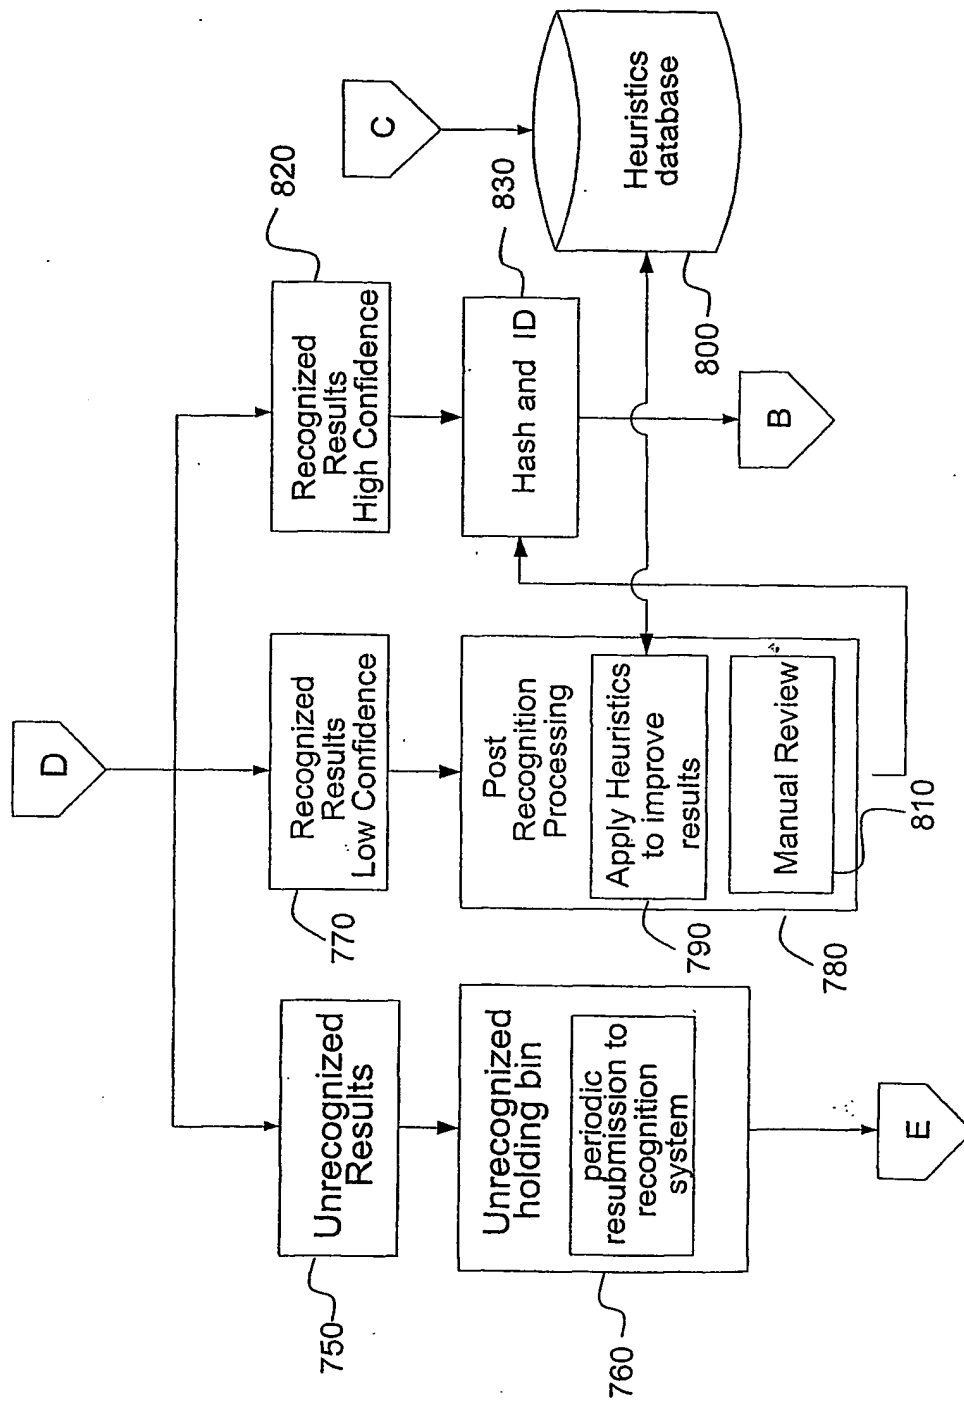 D
Unrecognized
Results
750
Unrecognized
holding bin
periodic
resubmission to
recognition
system
760
E
Recognized
Results
Low Confidence
770
Post
Recognition
Processing
Apply Heuristics
to improve
results
790
Manual Review
780
810
Recognized
Results
High Confidence
820
Hash and ID
830
B
C
Heuristics
database
800